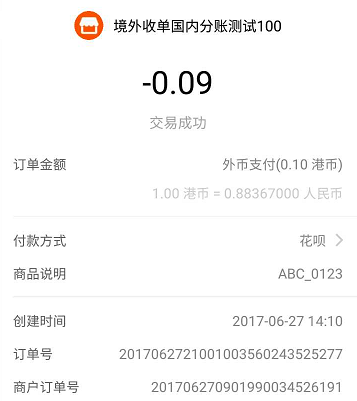 境外收单国内分账测试100
-0.09
交易成功
订单金额 外币支付(0.10 港币)
1.00 港币 = 0.88367000 人民币
付款方式 花呗
商品说明 ABC_0123
创建时间 2017-06-27 14:10
订单号 2017062721001003560243525277
商户订单号 201706270901990034526191